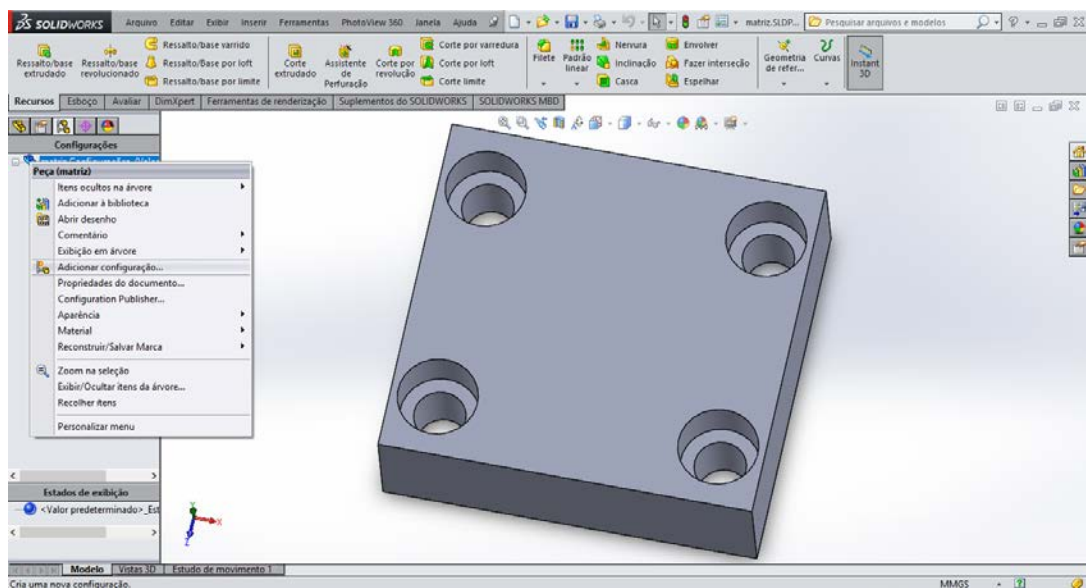 SOLIDWORKS Arquivo Editar Exibir Inserir Ferramentas PhotoView 360 Janela Ajuda matriz.SLDP... Pesquisar arquivos e modelos
Ressalto/base extrudado
Ressalto/base revolucionado
Ressalto/base varrido
Ressalto/Base por loft
Ressalto/base por limite
Corte extrudado
Assistente de Perfuração
Corte por revolução
Corte por varredura
Corte por loft
Corte limite
Filete
Padrão linear
Nervura
Inclinação
Casca
Envolver
Fazer interseção
Espelhar
Geometria de refer...
Curvas
Instant 3D
Recursos Esboço Avaliar DimXpert Ferramentas de renderização Suplementos do SOLIDWORKS SOLIDWORKS MBD
Configurações
Peça (matriz)
Itens ocultos na árvore
Adicionar à biblioteca
Abrir desenho
Comentário
Exibição em árvore
Adicionar configuração...
Propriedades do documento...
Configuration Publisher...
Aparência
Material
Reconstruir/Salvar Marca
Zoom na seleção
Exibir/Ocultar itens da árvore...
Recolher itens
Personalizar menu
Estados de exibição
<Valor predeterminado>_Est
Y
X
Z
Modelo Vistas 3D Estudo de movimento 1
Cria uma nova configuração.
MMGS